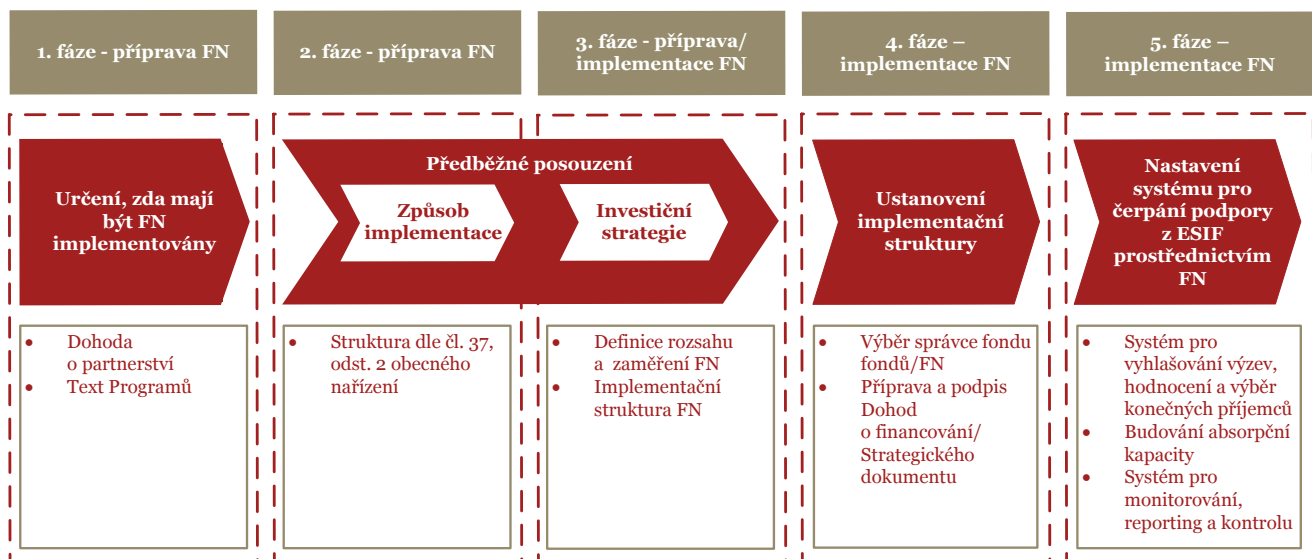 1. fáze - příprava FN
2. fáze - příprava FN
3. fáze - příprava/
implementace FN
4. fáze –
implementace FN
5. fáze –
implementace FN
Určení, zda mají
být FN
implementovány
Předběžné posouzení
Způsob
implementace
Investiční
strategie
Ustanovení
implementační
struktury
Nastavení
systému pro
čerpání podpory
z ESIF
prostřednictvím
FN
• Dohoda
o partnerství
• Text Programů
• Struktura dle čl. 37,
odst. 2 obecného
nařízení
• Definice rozsahu
a zaměření FN
• Implementační
struktura FN
• Výběr správce fondu
fondů/FN
• Příprava a podpis
Dohod
o financování/
Strategického
dokumentu
• Systém pro
vyhlašování výzev,
hodnocení a výběr
konečných příjemců
• Budování absorpční
kapacity
• Systém pro
monitorování,
reporting a kontrolu